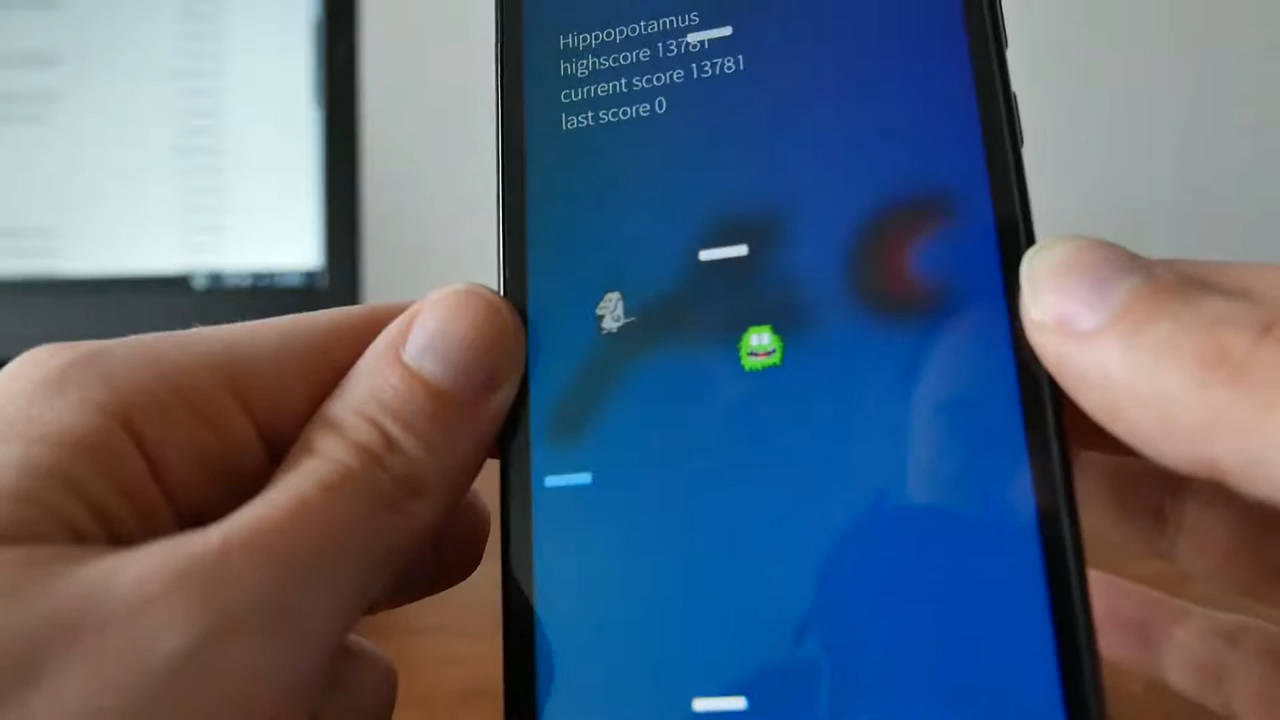 Hippopotamus
highscore 13781
current score 13781
last score 0